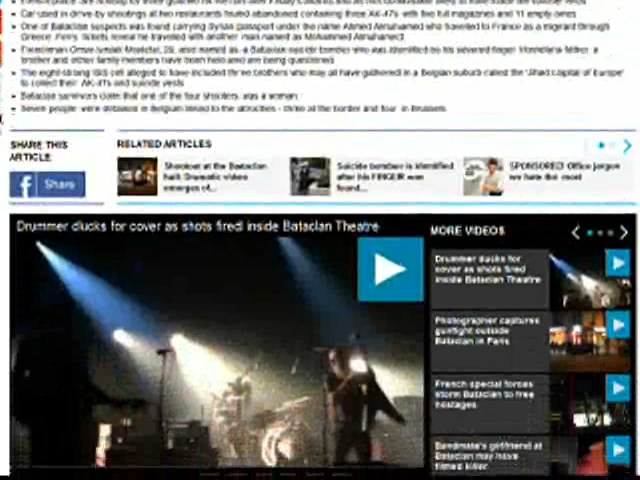 Car used in drive-by shootings at two restaurants found abandoned containing three AK-47s with five full magazines and 11 empty ones
One of Bataclan suspects was found carrying Syrian passport under the name Ahmed Almuhamed who travelled to France as a migrant through
Greece. Ferry tickets reveal he travelled with another man named as Mohammed Almuhamed
Frenchman Omar Ismail Mostefai, 29, also named as a Bataclan suicide bomber who was identified by his severed finger. Mostefai's father, a
brother and other family members have been held and are being questioned
The eight-strong ISIS cell alleged to have included three brothers who may all have gathered in a Belgian suburb called the 'Jihad capital of Europe'
to collect their AK-47s and suicide vests
Bataclan survivors claim that one of the four shooters was a woman
Seven people were detained in Belgium linked to the atrocities - three at the border and four in Brussels
SHARE THIS
ARTICLE
Share
RELATED ARTICLES
Shootout at the Bataclan
hall: Dramatic video
emerges of...
Suicide bomber is identified
after his FINGER was
found...
SPONSORED! Office jargon
we hate the most
Drummer ducks for cover as shots fired inside Bataclan Theatre
MORE VIDEOS
Drummer ducks for
cover as shots fired
inside Bataclan Theatre
Photographer captures
gunfight outside
Bataclan in Paris
French special forces
storm Bataclan to free
hostages
Bandmate's girlfriend at
Bataclan may have
filmed killer